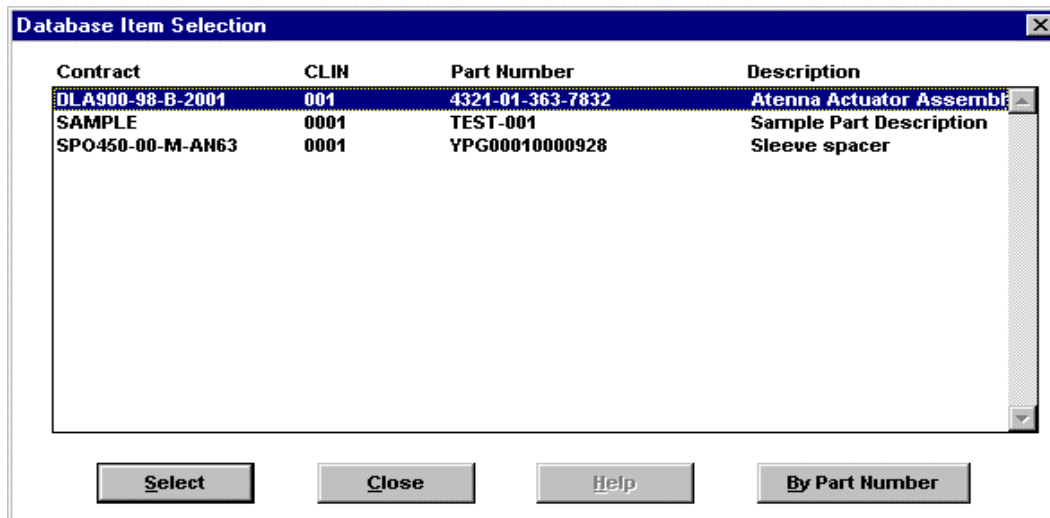 Database Item Selection
Contract CLIN Part Number Description
DLA900-98-B-2001 001 4321-01-363-7832 Atenna Actuator Assembl
SAMPLE 0001 TEST-001 Sample Part Description
SPO450-00-M-AN63 0001 YPG00010000928 Sleeve spacer
Select Close Help By Part Number